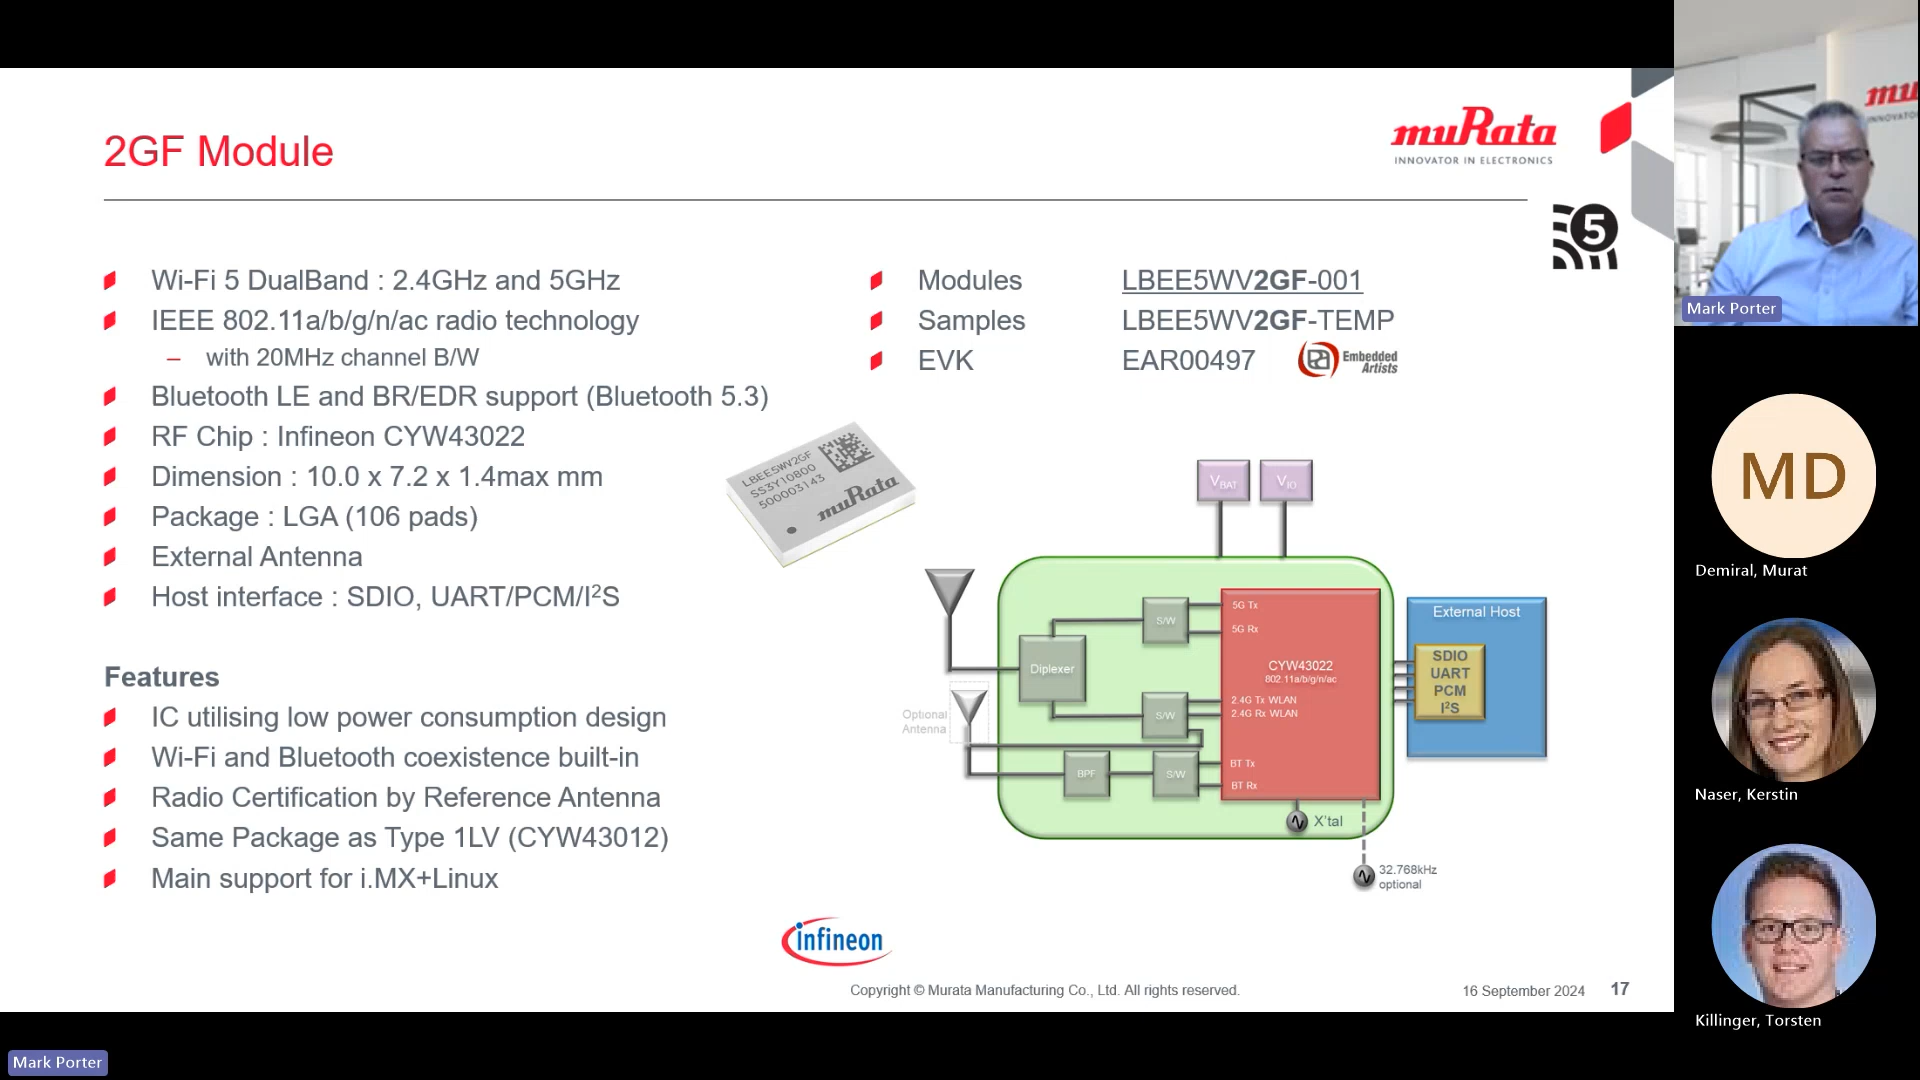 2GF Module
muRata
INNOVATOR IN ELECTRONICS
5
Wi-Fi 5 DualBand : 2.4GHz and 5GHz
IEEE 802.11a/b/g/n/ac radio technology
– with 20MHz channel B/W
Bluetooth LE and BR/EDR support (Bluetooth 5.3)
RF Chip : Infineon CYW43022
Dimension : 10.0 x 7.2 x 1.4max mm
Package : LGA (106 pads)
External Antenna
Host interface : SDIO, UART/PCM/I²S
Features
IC utilising low power consumption design
Wi-Fi and Bluetooth coexistence built-in
Radio Certification by Reference Antenna
Same Package as Type 1LV (CYW43012)
Main support for i.MX+Linux
Modules LBEE5WV2GF-001
Samples LBEE5WV2GF-TEMP
EVK EAR00497
Embedded
Artists
LBEE5WV2GF
SS3Y10800
500003143
muRata
VBAT
VIO
Diplexer
S/W
S/W
BPF
S/W
5G Tx
5G Rx
CYW43022
802.11a/b/g/n/ac
2.4G Tx WLAN
2.4G Rx WLAN
BT Tx
BT Rx
Optional
Antenna
External Host
SDIO
UART
PCM
I²S
X'tal
32.768kHz
optional
infineon
Copyright © Murata Manufacturing Co., Ltd. All rights reserved.
16 September 2024
17
Mark Porter
MD
Demiral, Murat
Naser, Kerstin
Killinger, Torsten
Mark Porter